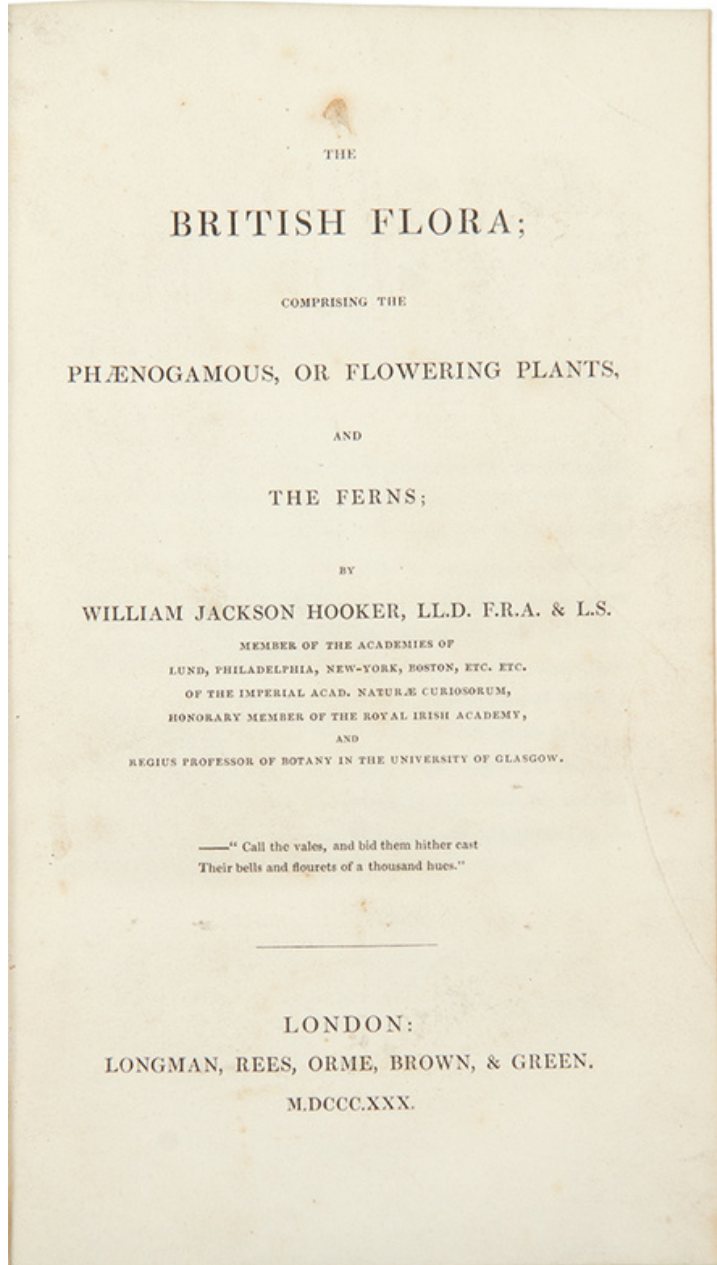 THE
BRITISH FLORA;
COMPRISING THE
PHÆNOGAMOUS, OR FLOWERING PLANTS,
AND
THE FERNS;
BY
WILLIAM JACKSON HOOKER, LL.D. F.R.A. & L.S.
MEMBER OF THE ACADEMIES OF
LUND, PHILADELPHIA, NEW-YORK, BOSTON, ETC. ETC.
OF THE IMPERIAL ACAD. NATURÆ CURIOSORUM,
HONORARY MEMBER OF THE ROYAL IRISH ACADEMY,
AND
REGIUS PROFESSOR OF BOTANY IN THE UNIVERSITY OF GLASGOW.
——“ Call the vales, and bid them hither cast
Their bells and flourets of a thousand hues.”
LONDON:
LONGMAN, REES, ORME, BROWN, & GREEN.
M.DCCC.XXX.